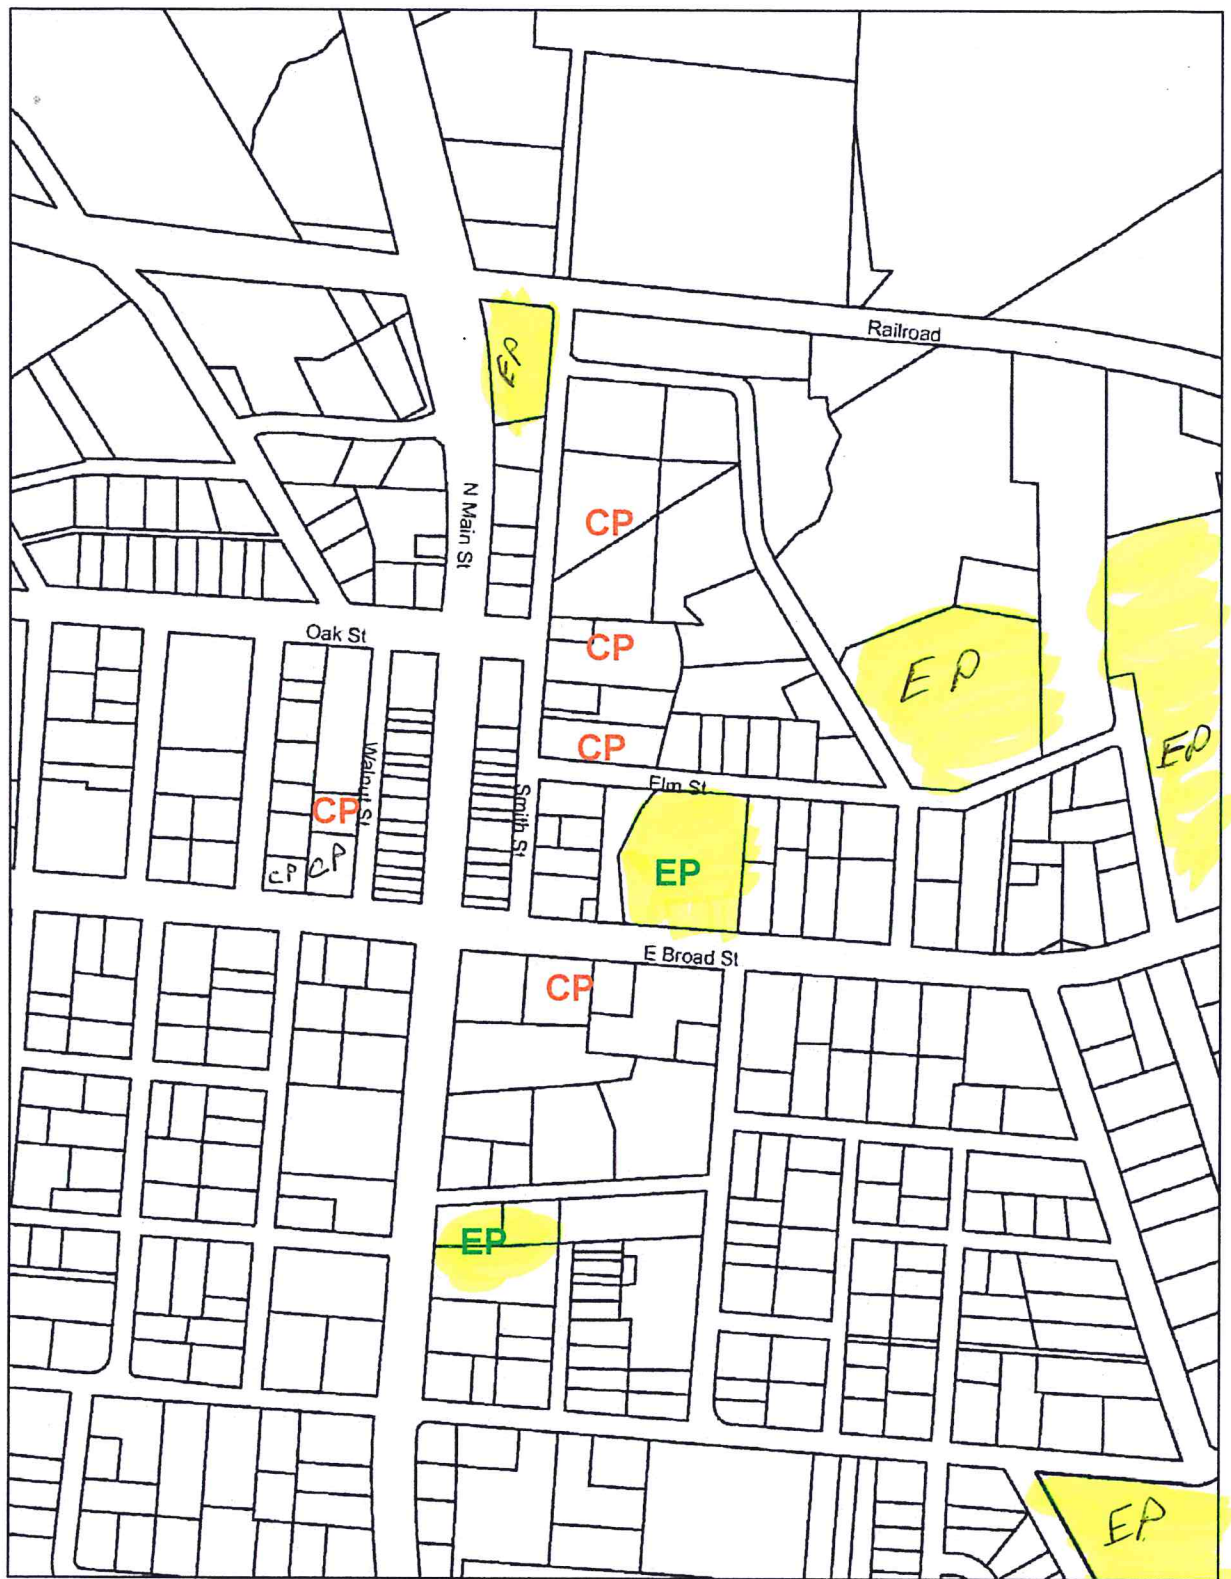 Railroad
EP
N Main St
CP
Oak St
CP
EP
CP
EP
Walnut St
Elm St
Smith St
CP
CP
CP
EP
E Broad St
CP
EP
EP